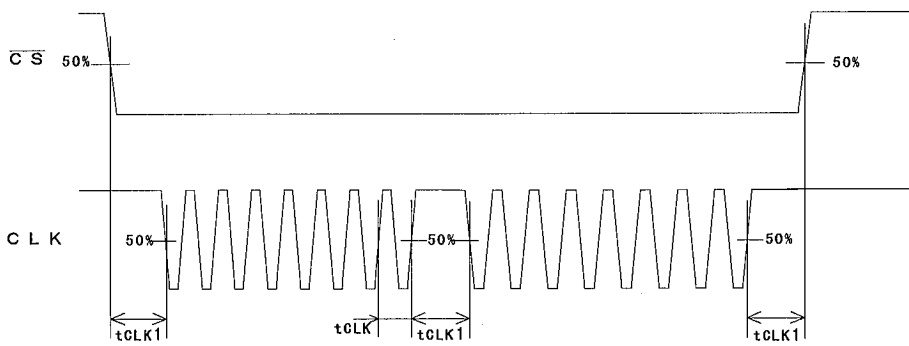 CS 50% 50%
CLK 50% 50% 50%
tCLK1 tCLK tCLK1 tCLK1